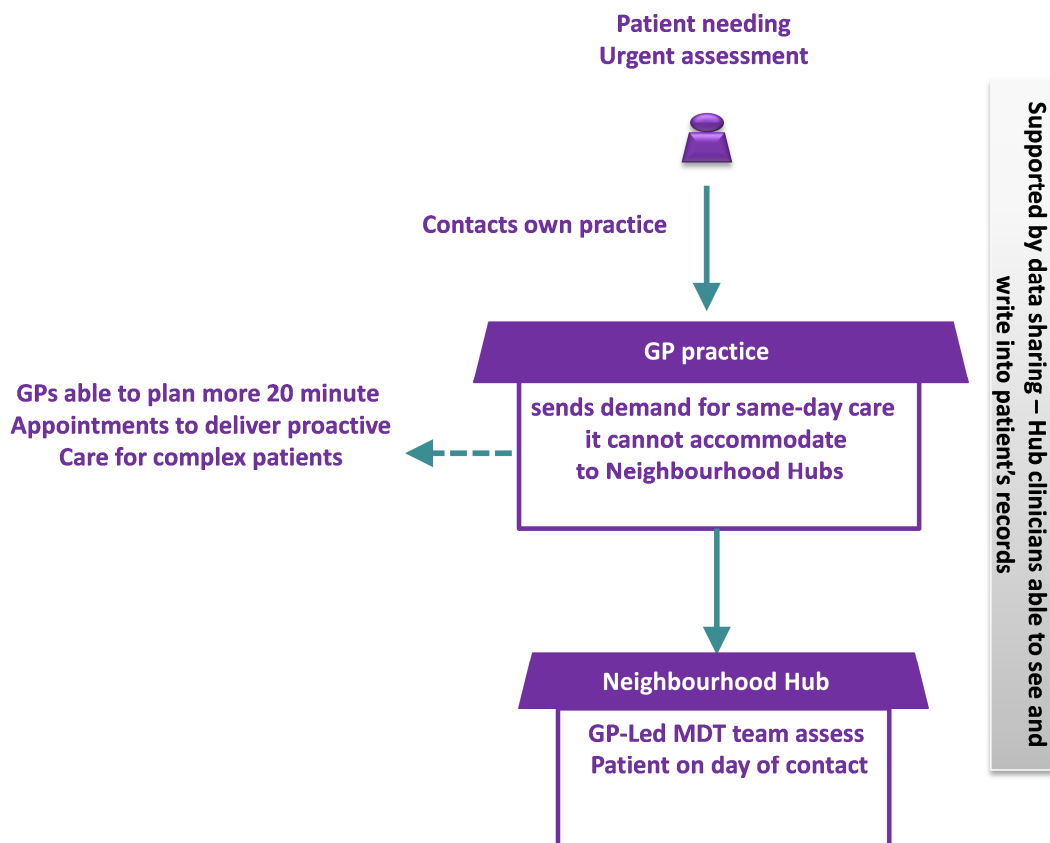 Patient needing
Urgent assessment
Contacts own practice
GP practice
sends demand for same-day care
it cannot accommodate
to Neighbourhood Hubs
GPs able to plan more 20 minute
Appointments to deliver proactive
Care for complex patients
Neighbourhood Hub
GP-Led MDT team assess
Patient on day of contact
Supported by data sharing – Hub clinicians able to see and
write into patient’s records